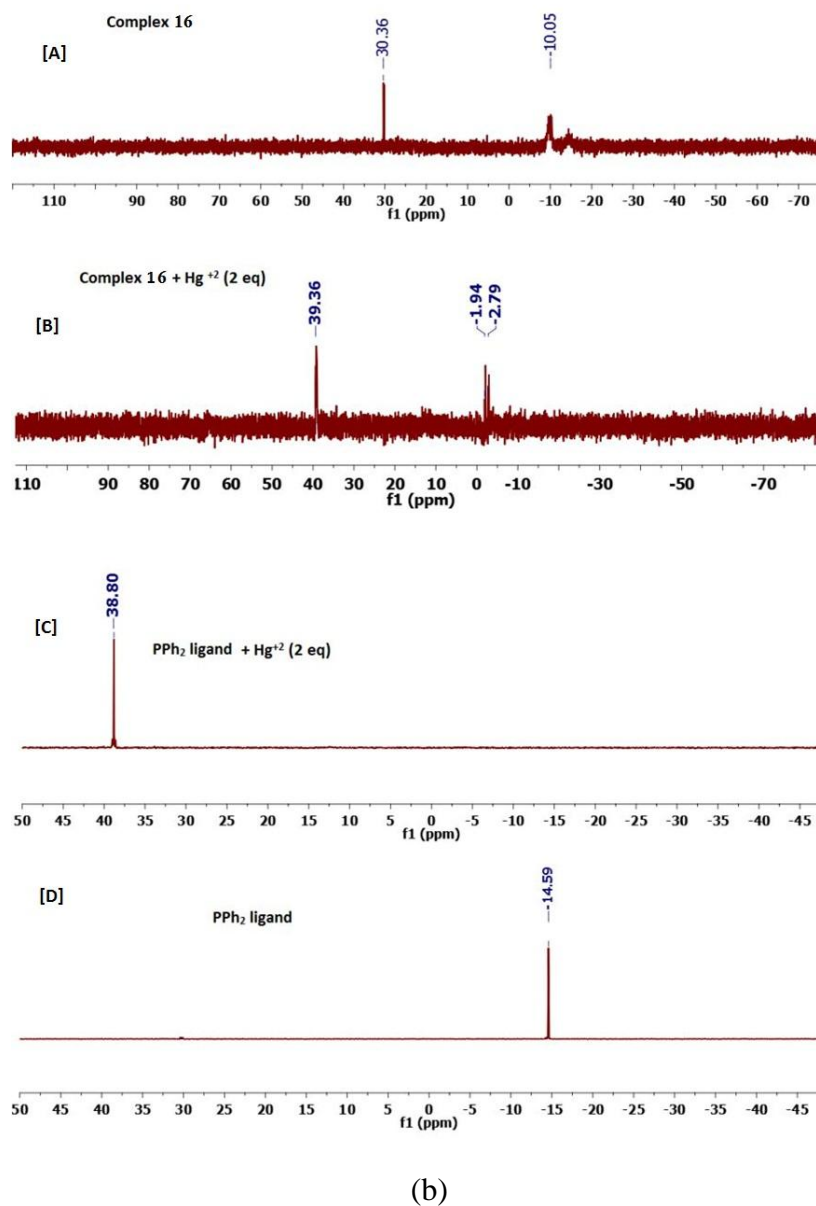 Complex 16
[A]
30.36
-10.05
110 90 80 70 60 50 40 30 20 10 0 -10 -20 -30 -40 -50 -60 -70
f1 (ppm)
Complex 16 + Hg +2 (2 eq)
[B]
39.36
-1.94
-2.79
110 90 80 70 60 50 40 30 20 10 0 -10 -30 -50 -70
f1 (ppm)
38.80
[C]
PPh2 ligand + Hg+2 (2 eq)
50 45 40 35 30 25 20 15 10 5 0 -5 -10 -15 -20 -25 -30 -35 -40 -45
f1 (ppm)
-14.59
[D]
PPh2 ligand
50 45 40 35 30 25 20 15 10 5 0 -5 -10 -15 -20 -25 -30 -35 -40 -45
f1 (ppm)
(b)